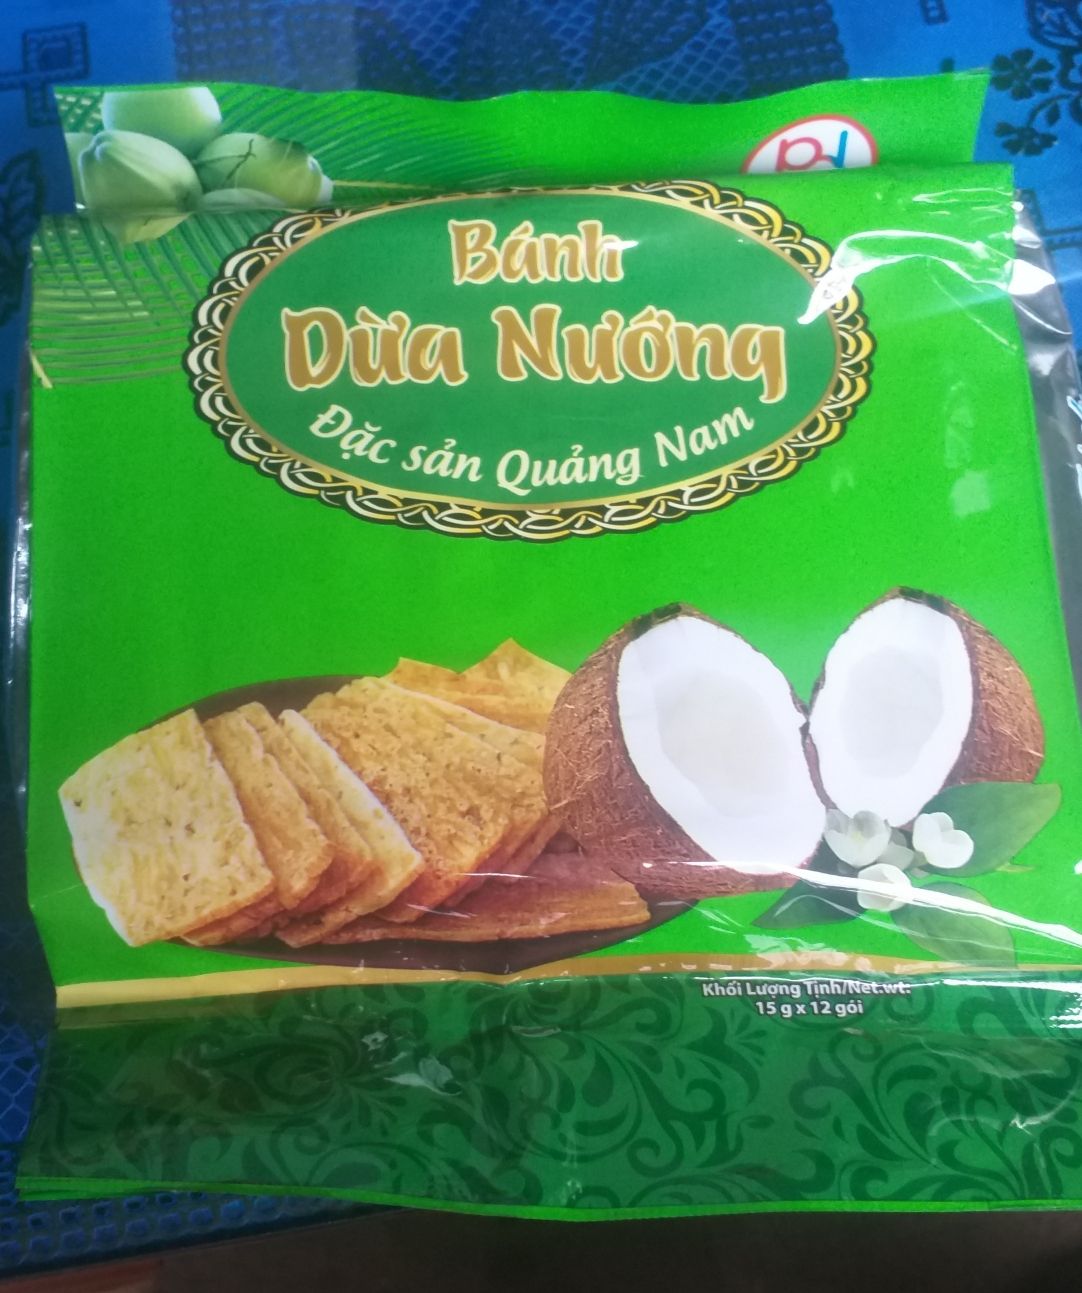 Bánh
Dừa Nướng
Đặc sản Quảng Nam
Khối Lượng Tịnh/Net.wt:
15 g x 12 gói